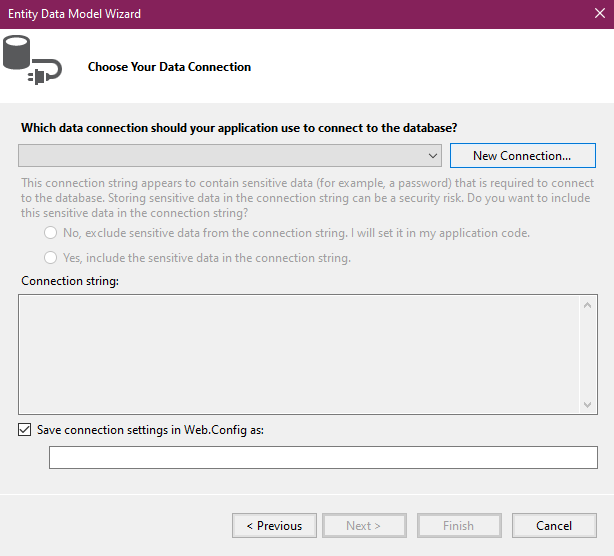 Entity Data Model Wizard
Choose Your Data Connection
Which data connection should your application use to connect to the database?
New Connection...
This connection string appears to contain sensitive data (for example, a password) that is required to connect
to the database. Storing sensitive data in the connection string can be a security risk. Do you want to include
this sensitive data in the connection string?
No, exclude sensitive data from the connection string. I will set it in my application code.
Yes, include the sensitive data in the connection string.
Connection string:
Save connection settings in Web.Config as:
< Previous
Next >
Finish
Cancel